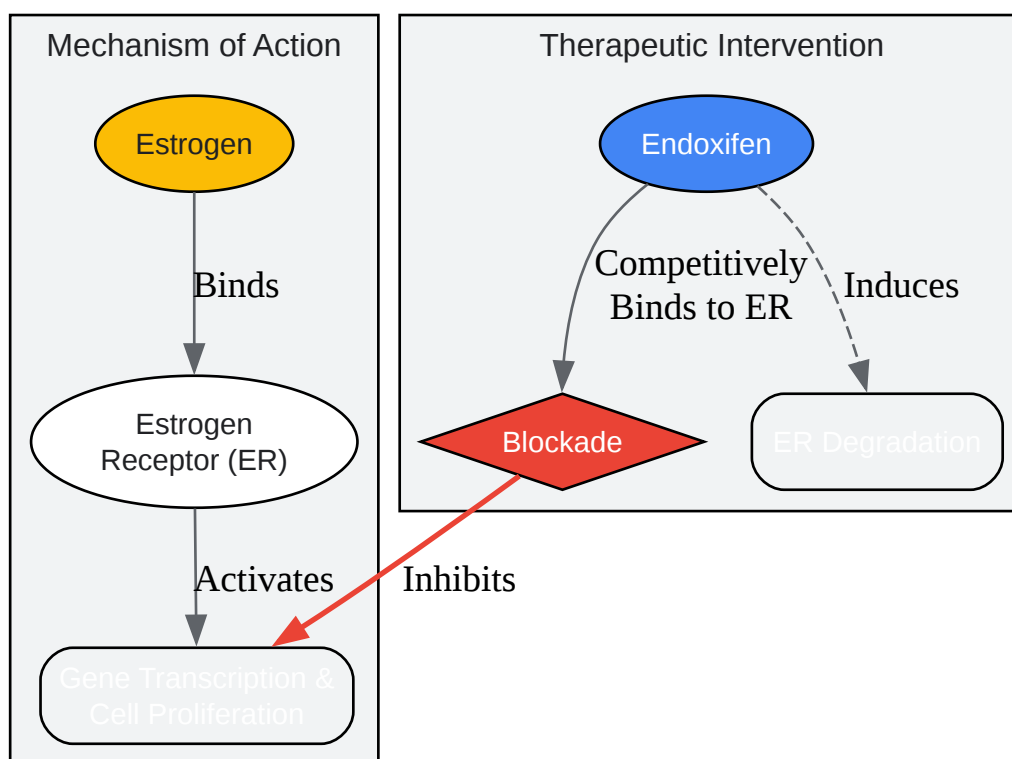 Mechanism of Action
Estrogen
Binds
Estrogen
Receptor (ER)
Activates
Gene Transcription &
Cell Proliferation
Therapeutic Intervention
Endoxifen
Competitively
Binds to ER
Induces
Blockade
ER Degradation
Inhibits